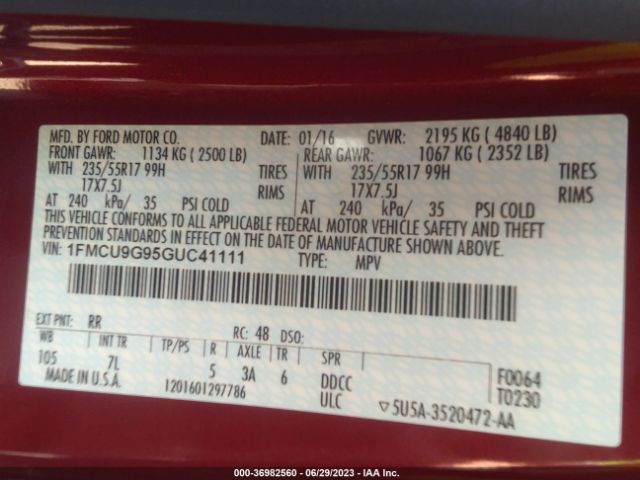 MFD. BY FORD MOTOR CO. DATE: 01/16 GVWR: 2195 KG ( 4840 LB)
FRONT GAWR: 1134 KG ( 2500 LB) REAR GAWR: 1067 KG ( 2352 LB)
WITH 235/55R17 99H TIRES WITH 235/55R17 99H TIRES
17X7.5J RIMS 17X7.5J RIMS
AT 240 kPa/ 35 PSI COLD AT 240 kPa/ 35 PSI COLD
THIS VEHICLE CONFORMS TO ALL APPLICABLE FEDERAL MOTOR VEHICLE SAFETY AND THEFT
PREVENTION STANDARDS IN EFFECT ON THE DATE OF MANUFACTURE SHOWN ABOVE.
VIN: 1FMCU9G95GUC41111 TYPE: MPV
EXT PNT: RR RC: 48 DSO:
WB INT TR TP/PS R AXLE TR SPR
105 7L 5 3A 6 DDCC F0064
MADE IN U.S.A. 1201601297786 ULC T0230
▽5U5A-3520472-AA
000-36982560 - 06/29/2023 - IAA Inc.